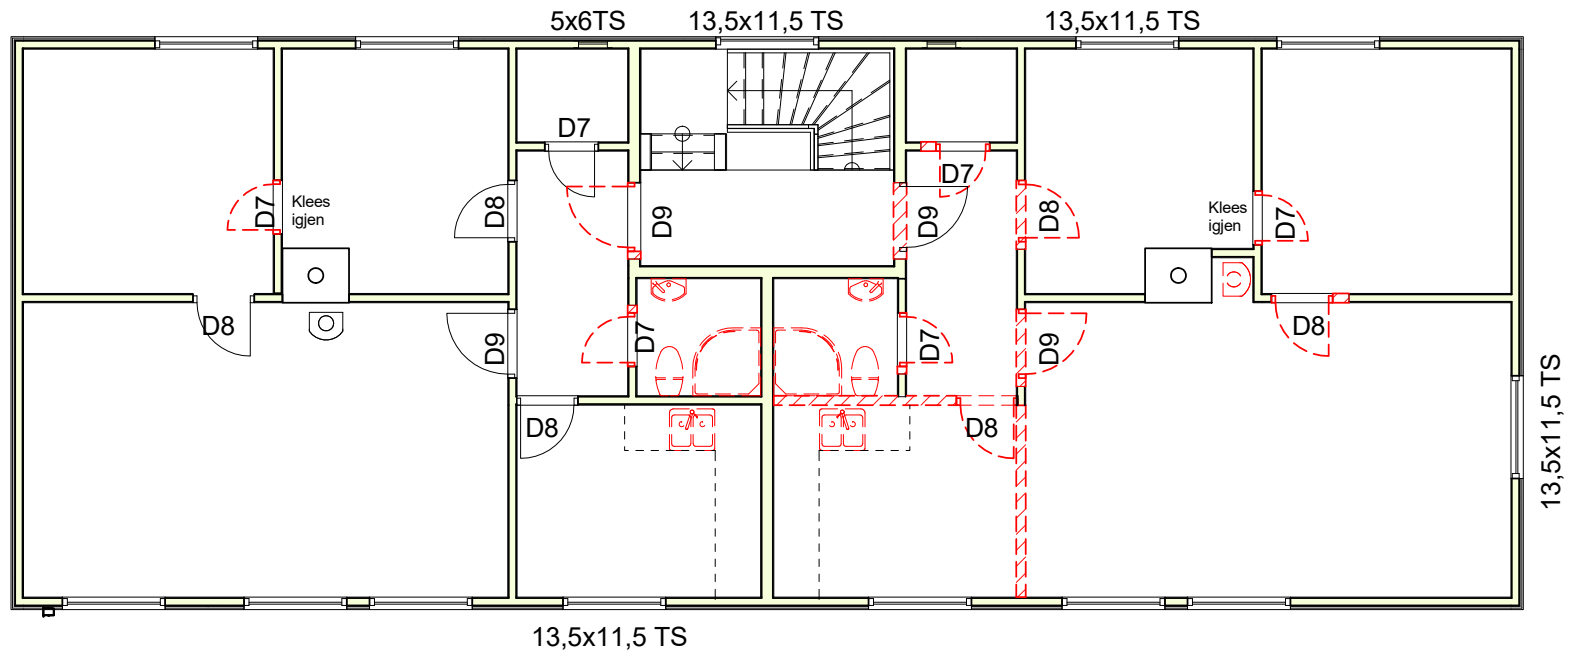 5x6TS
13,5x11,5 TS
13,5x11,5 TS
D7
D7
D7
Klees
igjen
D8
D9
D9
D8
Klees
igjen
D7
D8
D9
D7
D7
D9
D8
D8
D8
13,5x11,5 TS
13,5x11,5 TS